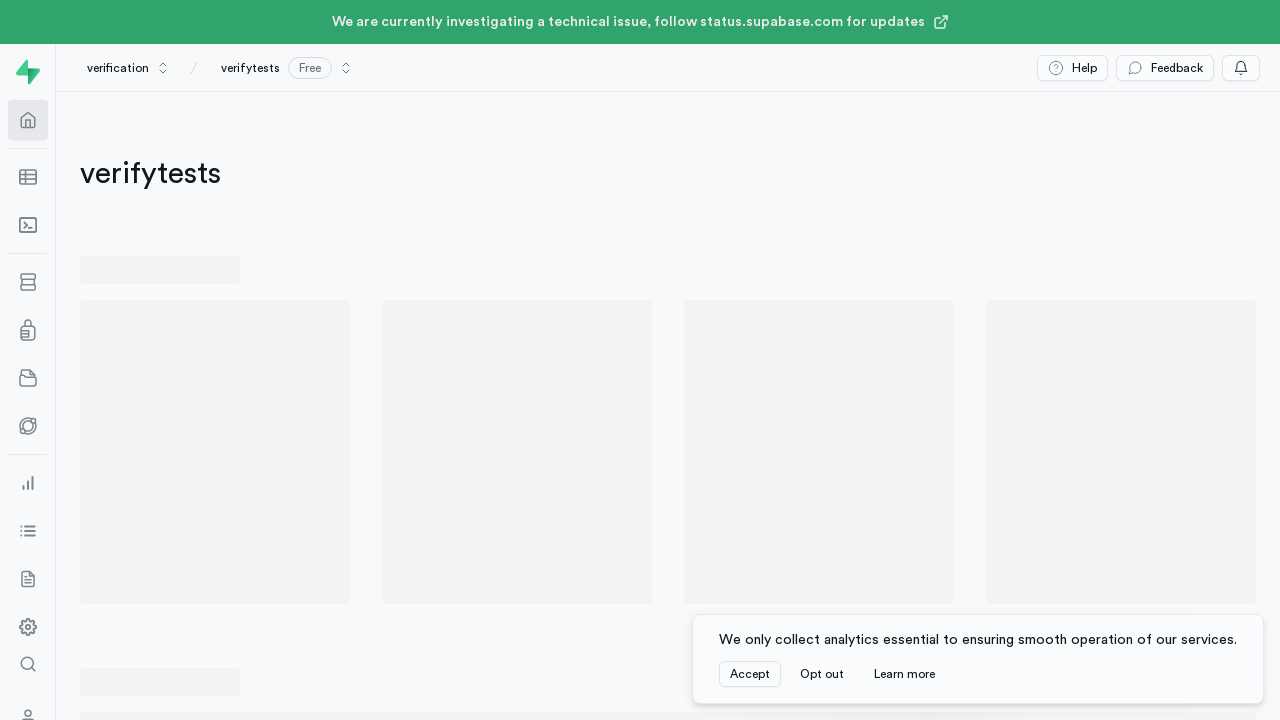 We are currently investigating a technical issue, follow status.supabase.com for updates
verification / verifytests Free
Help
Feedback
verifytests
We only collect analytics essential to ensuring smooth operation of our services.
Accept
Opt out
Learn more